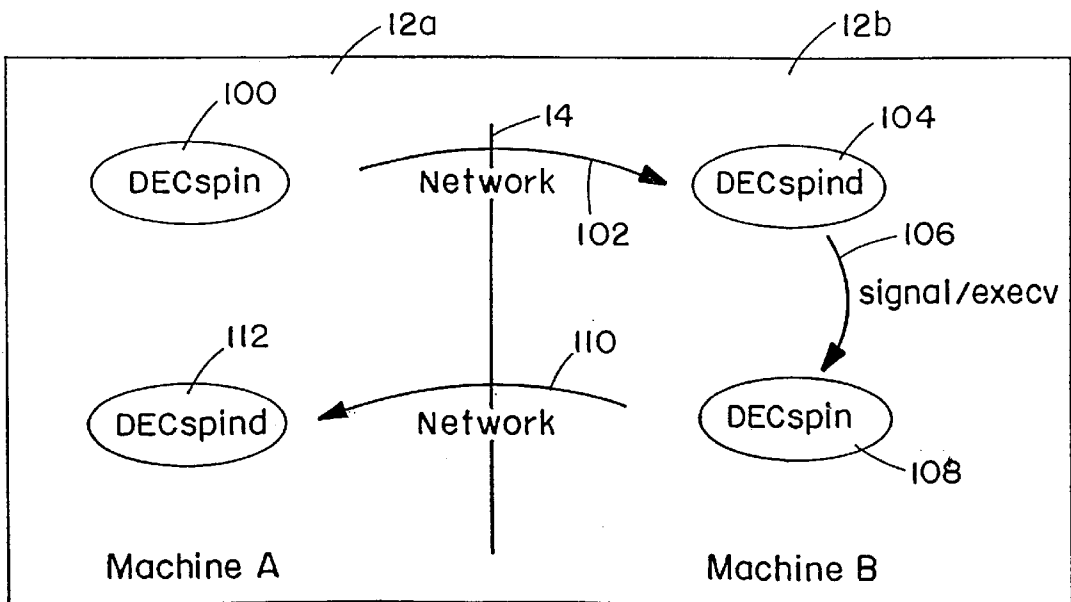 12a
12b
100
14
104
DECspin
Network
DECspind
102
106
signal/execv
112
110
DECspind
Network
DECspin
108
Machine A
Machine B